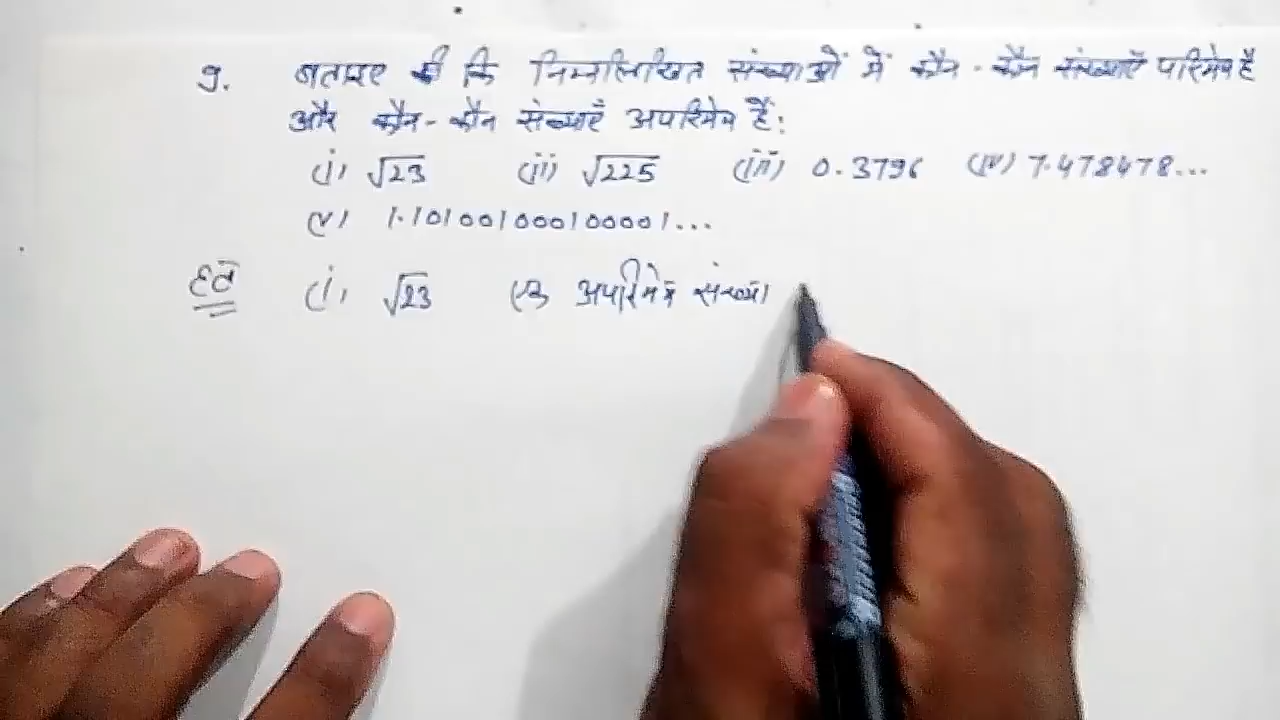 9. बताइए की कि निम्नलिखित संख्याओं में कौन - कौन संख्याएँ परिमेय है
और कौन - कौन संख्याएँ अपरिमेय हैं:
(i) √23 (ii) √225 (iii) 0.3796 (iv) 7.478478...
(v) 1.101001000100001...
हल (i) √23 एक अपरिमेय संख्या